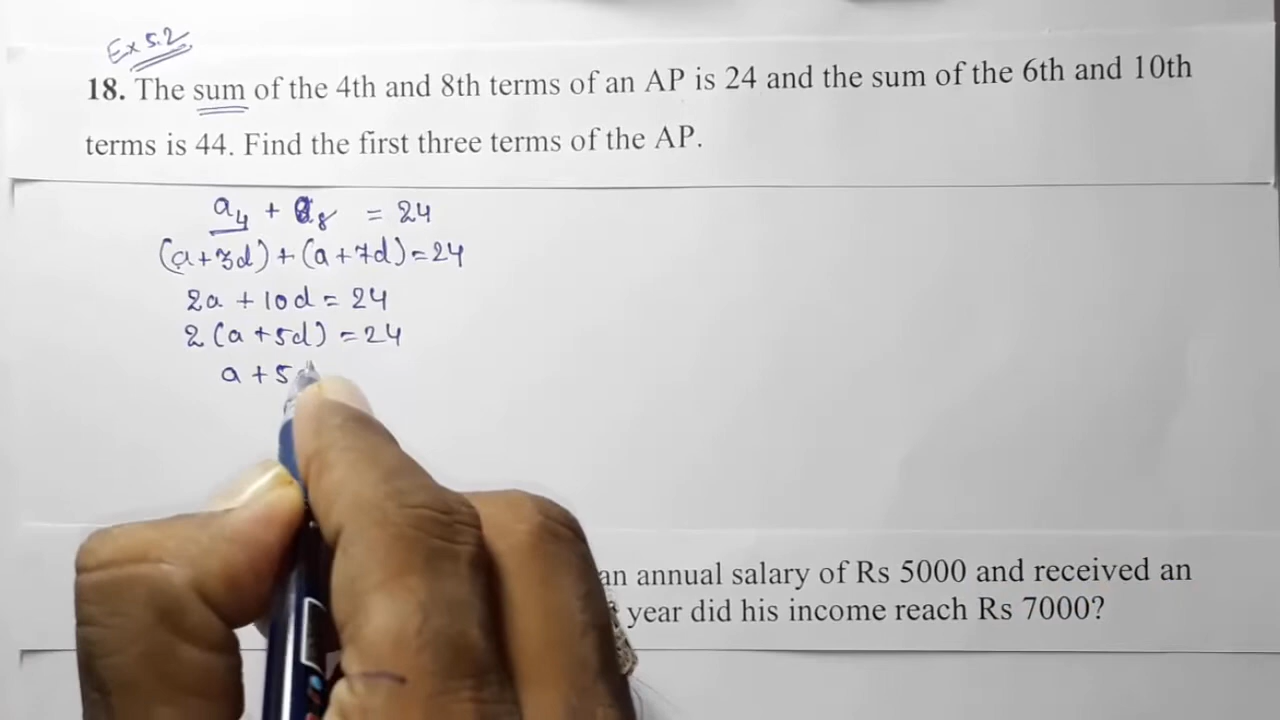 Ex 5.2
18. The sum of the 4th and 8th terms of an AP is 24 and the sum of the 6th and 10th
terms is 44. Find the first three terms of the AP.
a₄ + a₈ = 24
(a+3d)+(a+7d)=24
2a+10d=24
2(a+5d)=24
a+5
an annual salary of Rs 5000 and received an
year did his income reach Rs 7000?